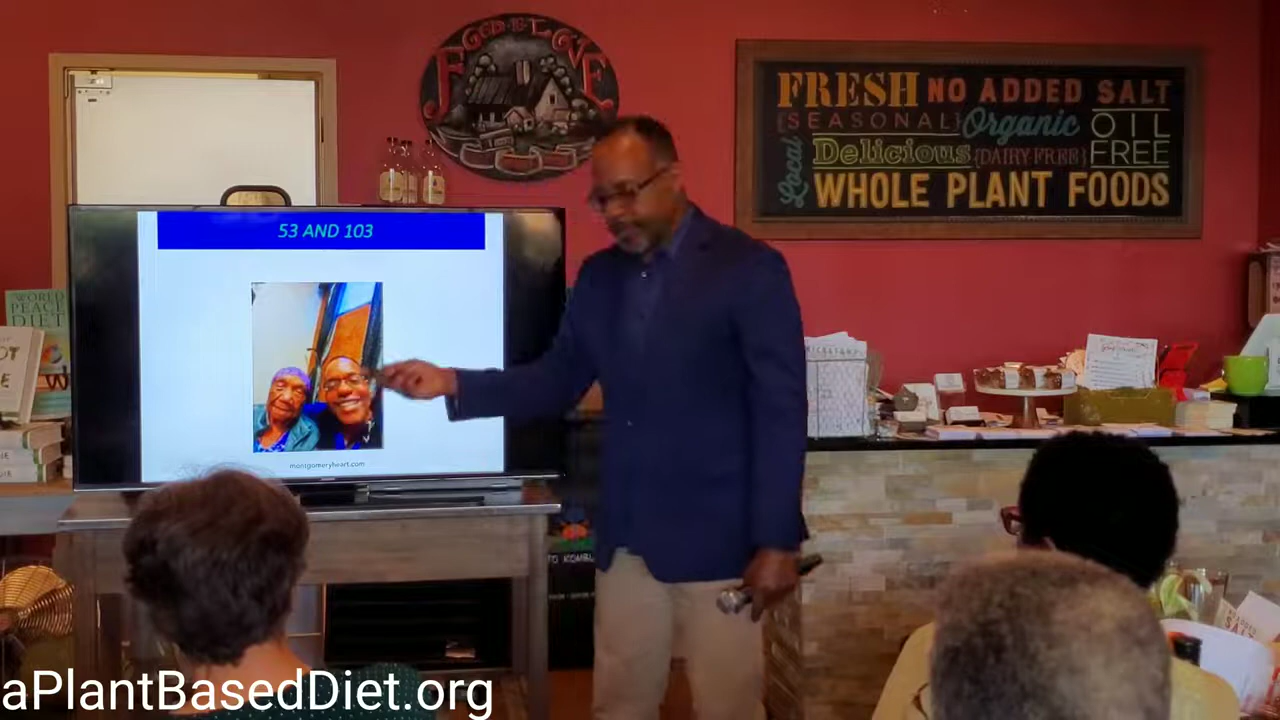 FOOD IS LOVE
FRESH NO ADDED SALT
{SEASONAL} Organic OIL
Local Delicious {DAIRY-FREE} FREE
WHOLE PLANT FOODS
53 AND 103
montgomeryheart.com
WORLD
PEACE
DIET
aPlantBasedDiet.org